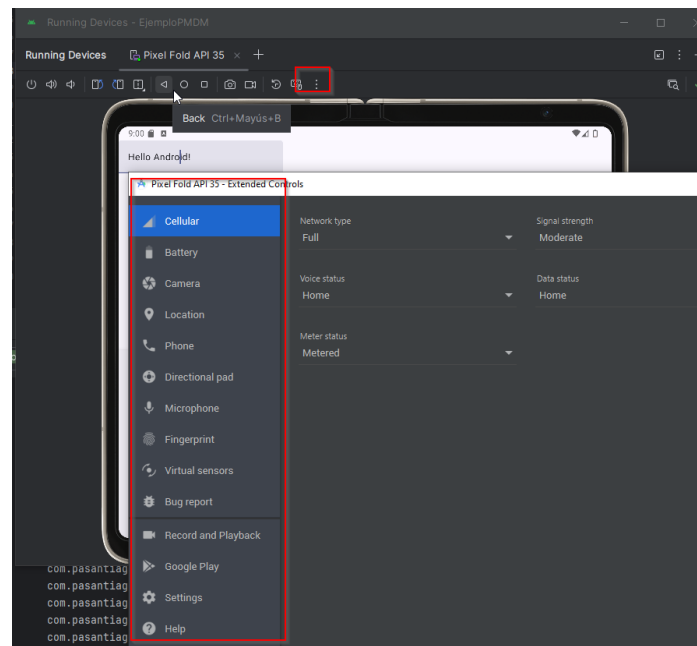 Running Devices - EjemploPMDM
Running Devices
Pixel Fold API 35
Back Ctrl+Mayús+B
9:00
Hello Android!
Pixel Fold API 35 - Extended Controls
Cellular
Battery
Camera
Location
Phone
Directional pad
Microphone
Fingerprint
Virtual sensors
Bug report
Record and Playback
Google Play
Settings
Help
Network type
Full
Signal strength
Moderate
Voice status
Home
Data status
Home
Meter status
Metered
com.pasantiag
com.pasantiag
com.pasantiag
com.pasantiag
com.pasantiag